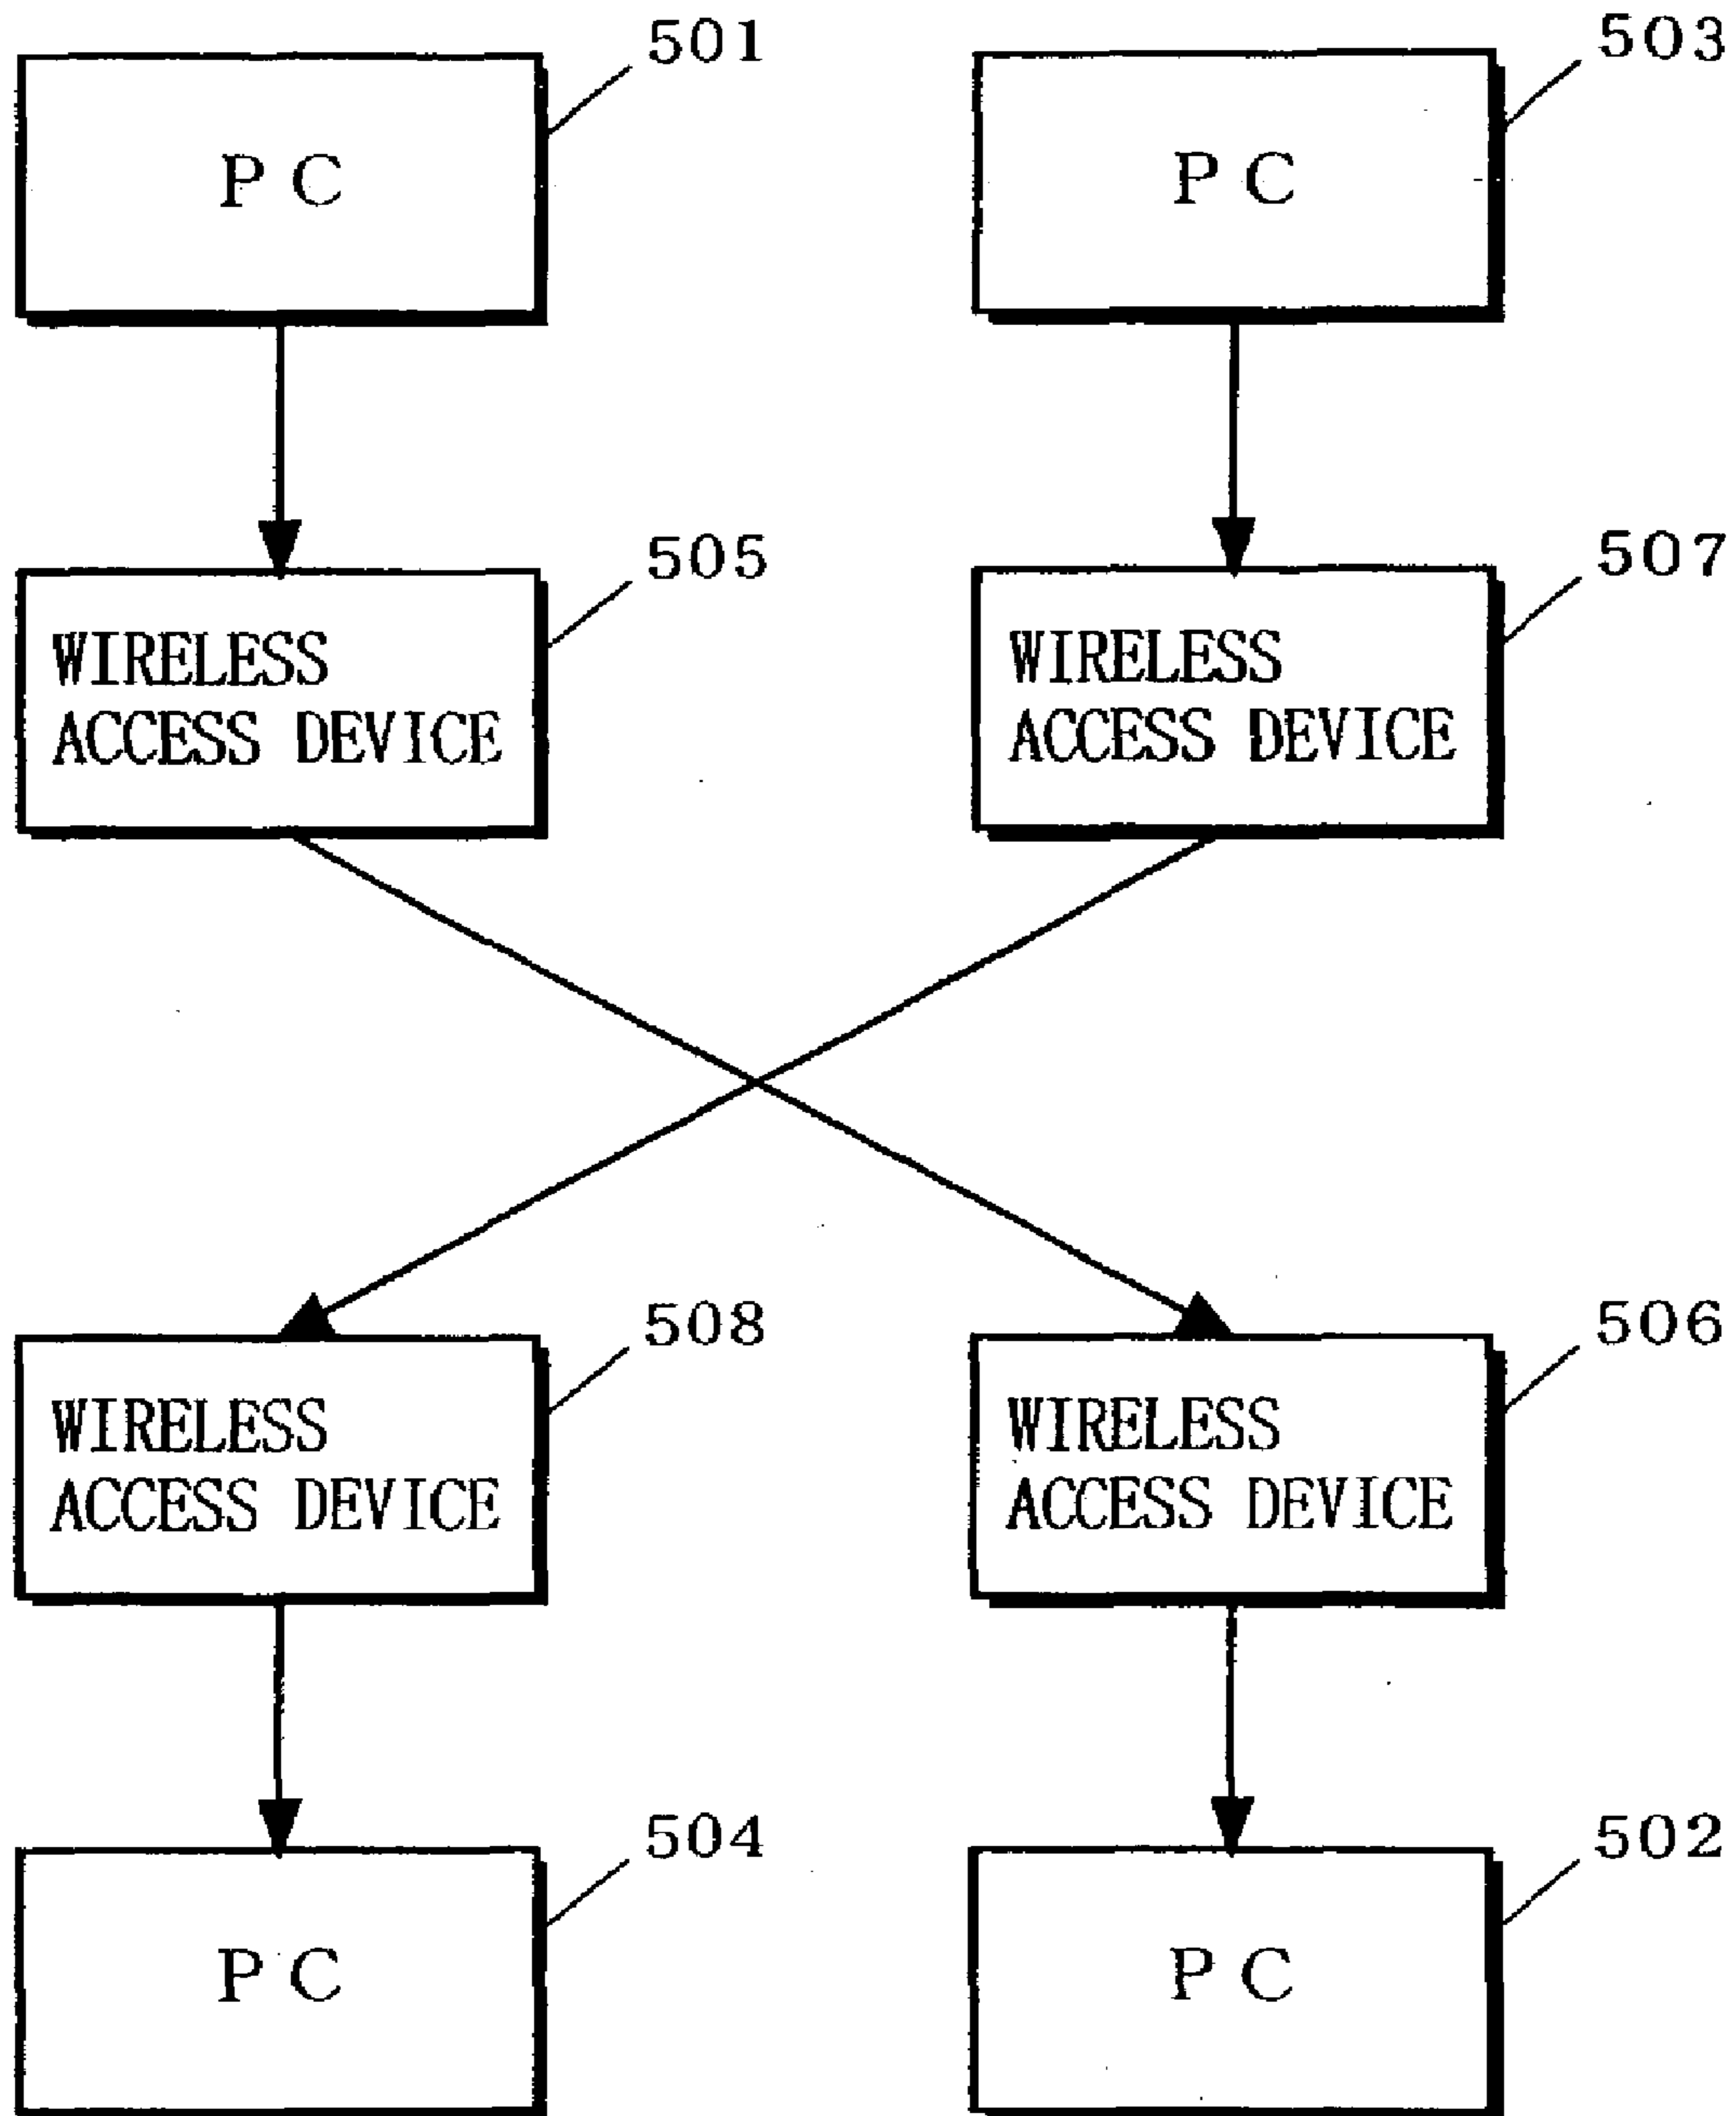 501
PC
503
PC
505
WIRELESS
ACCESS DEVICE
507
WIRELESS
ACCESS DEVICE
508
WIRELESS
ACCESS DEVICE
506
WIRELESS
ACCESS DEVICE
504
PC
502
PC